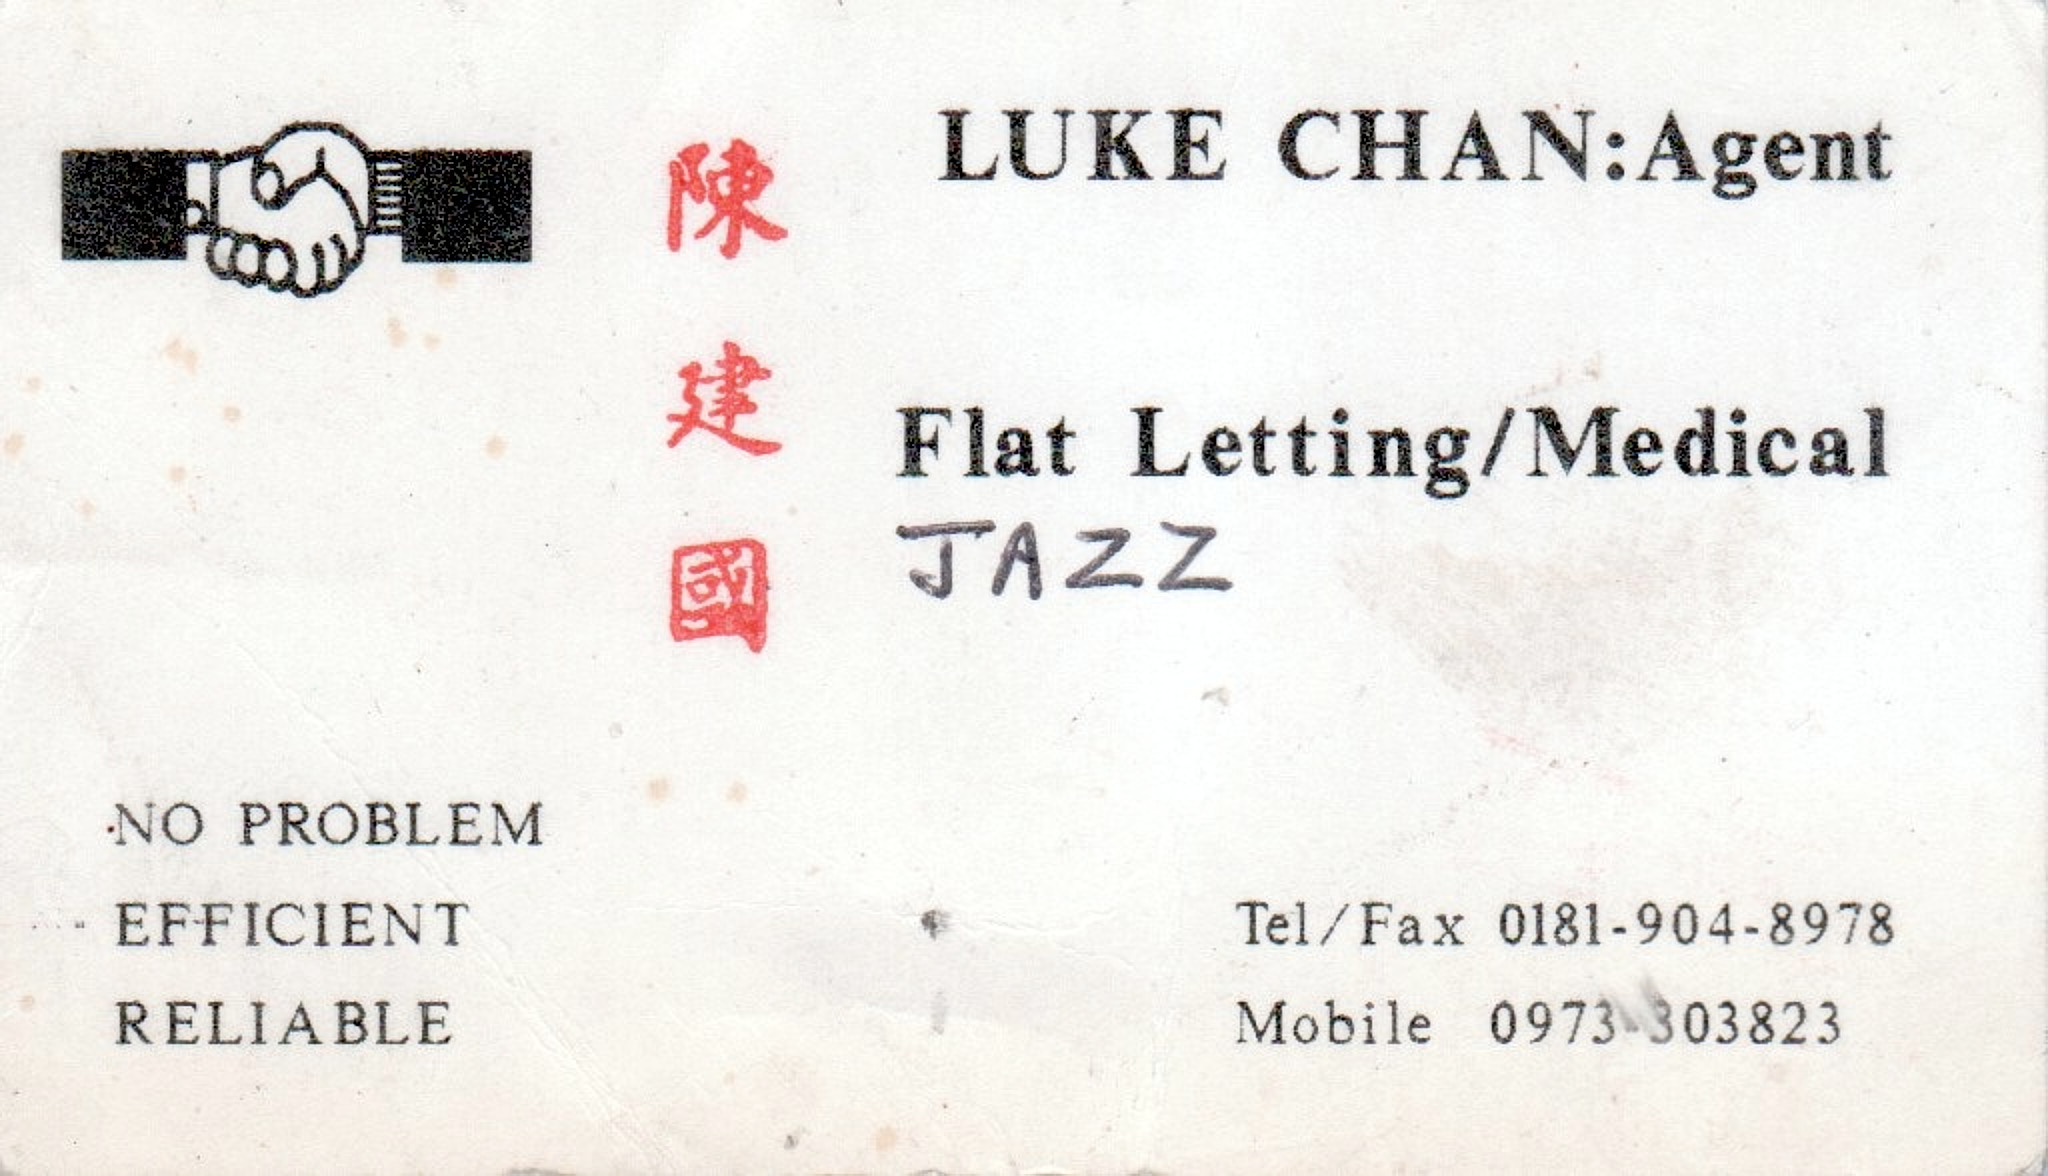 LUKE CHAN:Agent
陳
建
國
Flat Letting/Medical
JAZZ
NO PROBLEM
EFFICIENT
RELIABLE
Tel/Fax 0181-904-8978
Mobile 0973-303823